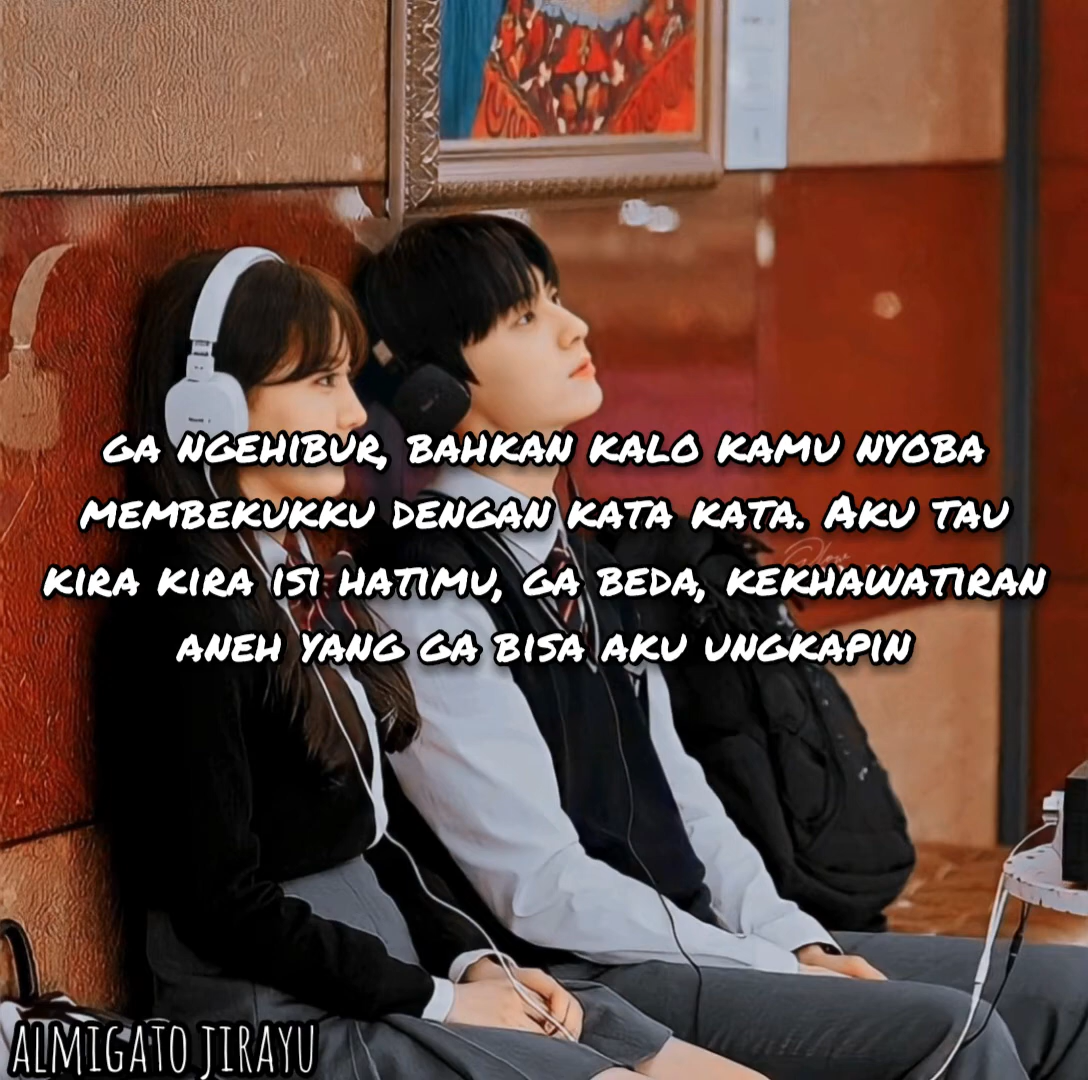 ga ngehibur, bahkan kalo kamu nyoba
membekukku dengan kata kata. Aku tau
kira kira isi hatimu, ga beda, kekhawatiran
aneh yang ga bisa aku ungkapin
ALMIGATO JIRAYU